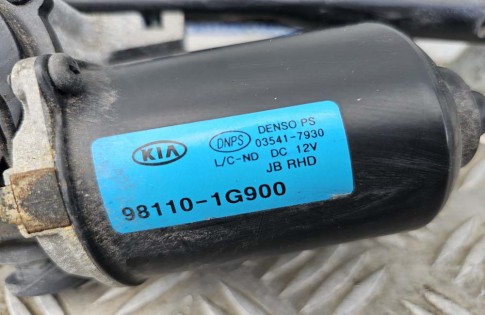 KIA DNPS DENSO PS
03541-7930
L/C-ND DC 12V
JB RHD
98110-1G900